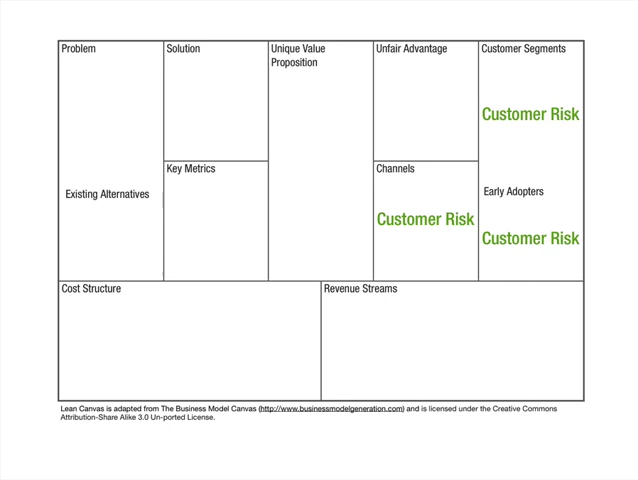 Problem
Existing Alternatives
Solution
Key Metrics
Unique Value
Proposition
Unfair Advantage
Channels
Customer Risk
Customer Segments
Customer Risk
Early Adopters
Customer Risk
Cost Structure
Revenue Streams
Lean Canvas is adapted from The Business Model Canvas (http://www.businessmodelgeneration.com) and is licensed under the Creative Commons
Attribution-Share Alike 3.0 Un-ported License.